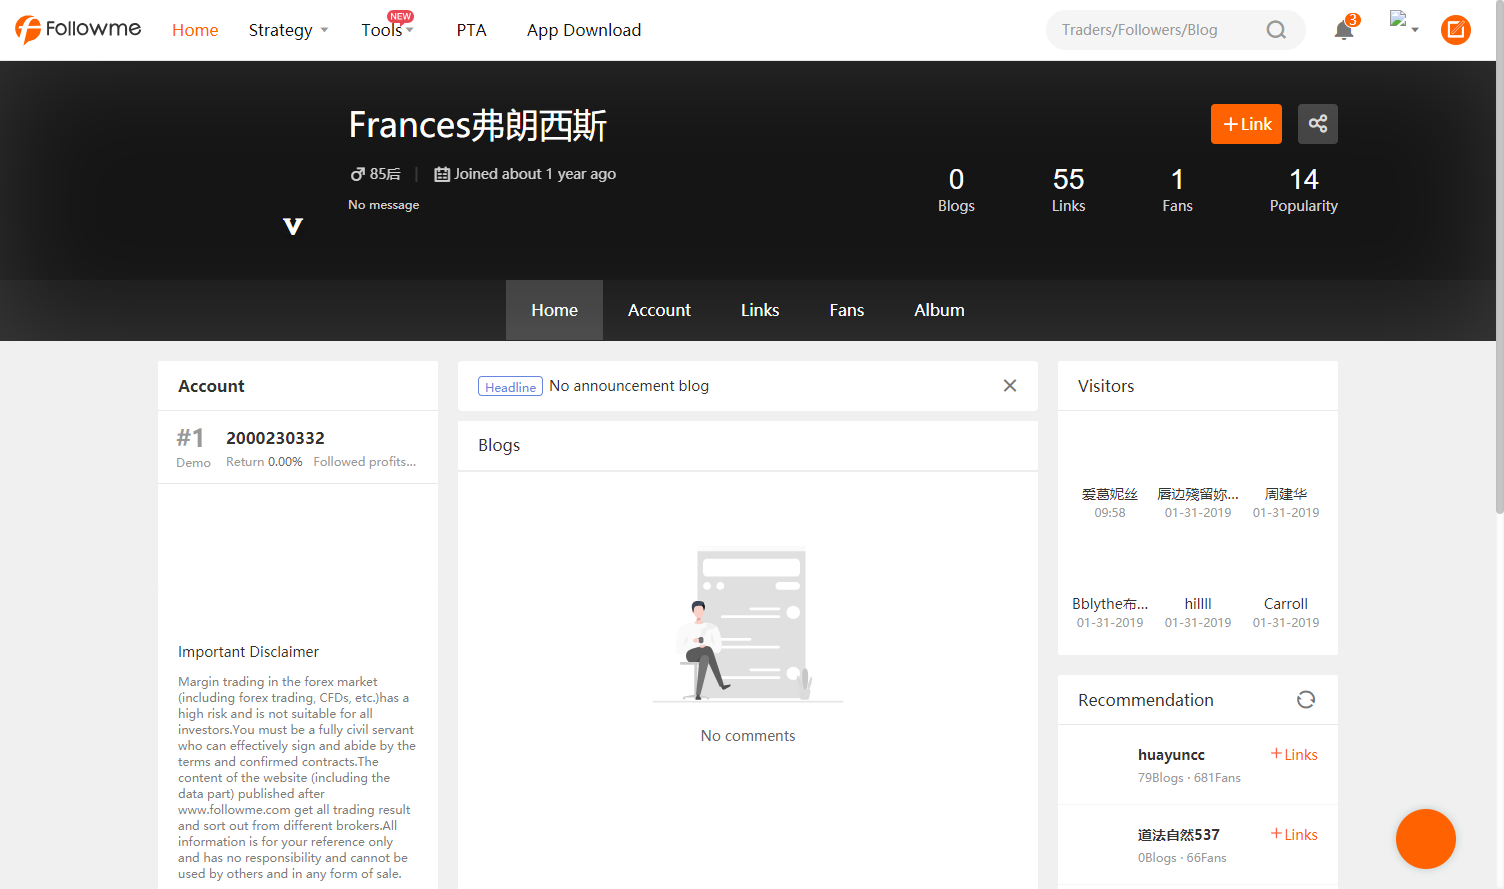 Followme
Home
Strategy
Tools
NEW
PTA
App Download
Traders/Followers/Blog
3
Frances弗朗西斯
+Link
85后
Joined about 1 year ago
No message
V
0
Blogs
55
Links
1
Fans
14
Popularity
Home
Account
Links
Fans
Album
Account
#1
Demo
2000230332
Return 0.00% Followed profits...
Important Disclaimer
Margin trading in the forex market
(including forex trading, CFDs, etc.)has a
high risk and is not suitable for all
investors.You must be a fully civil servant
who can effectively sign and abide by the
terms and confirmed contracts.The
content of the website (including the
data part) published after
www.followme.com get all trading result
and sort out from different brokers.All
information is for your reference only
and has no responsibility and cannot be
used by others and in any form of sale.
Headline
No announcement blog
Blogs
No comments
Visitors
爱葛妮丝
09:58
唇边殘留妳...
01-31-2019
周建华
01-31-2019
Bblythe布...
01-31-2019
hillll
01-31-2019
Carroll
01-31-2019
Recommendation
huayuncc
+Links
79Blogs · 681Fans
道法自然537
+Links
0Blogs · 66Fans